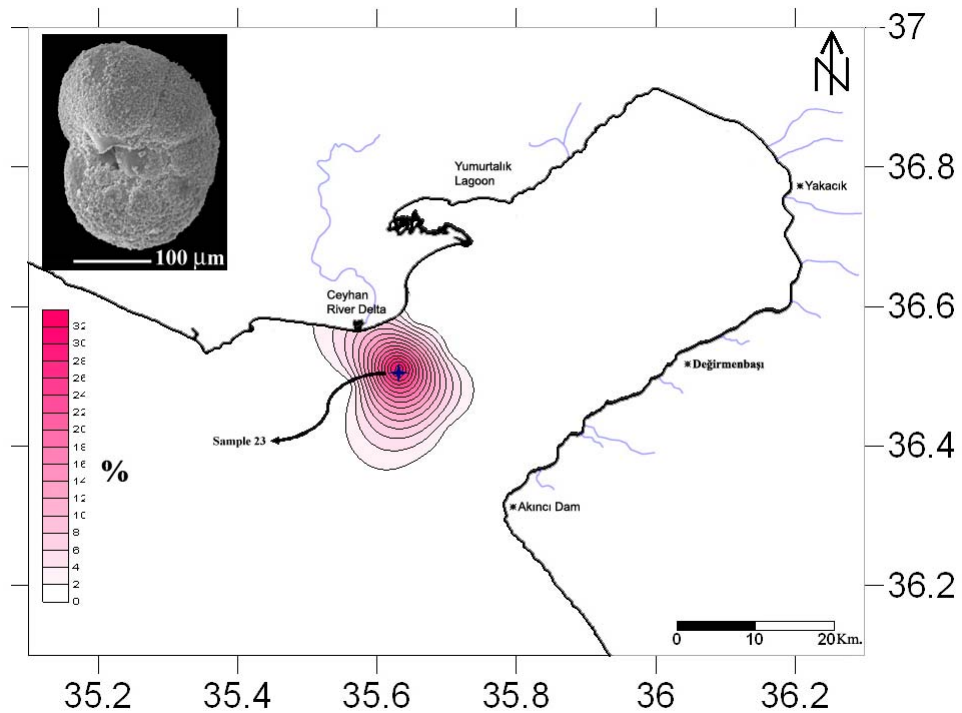 37
N
Yumurtalık
Lagoon
36.8
Yakacık
100 µm
Ceyhan
River Delta
36.6
32
30
28
26
24
22
20
18
16
14
12
10
8
6
4
2
0
%
Değirmenbaşı
Sample 23
36.4
Akıncı Dam
36.2
0
10
20 Km.
35.2
35.4
35.6
35.8
36
36.2